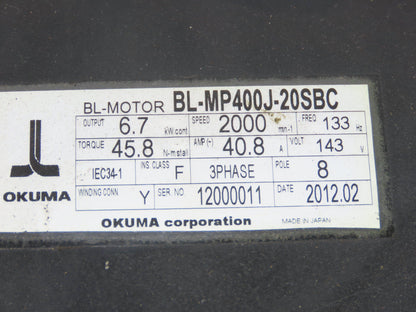 BL-MOTOR BL-MP400J-20SBC
OUTPUT 6.7 kW.cont SPEED 2000 min-1 FREQ 133 Hz
TORQUE 45.8 N-mstall AMP(~) 40.8 A VOLT 143 V
IEC34-1 INS.CLASS F 3PHASE POLE 8
WINDING CONN Y SER NO 12000011 DATE 2012.02
OKUMA
OKUMA corporation MADE IN JAPAN